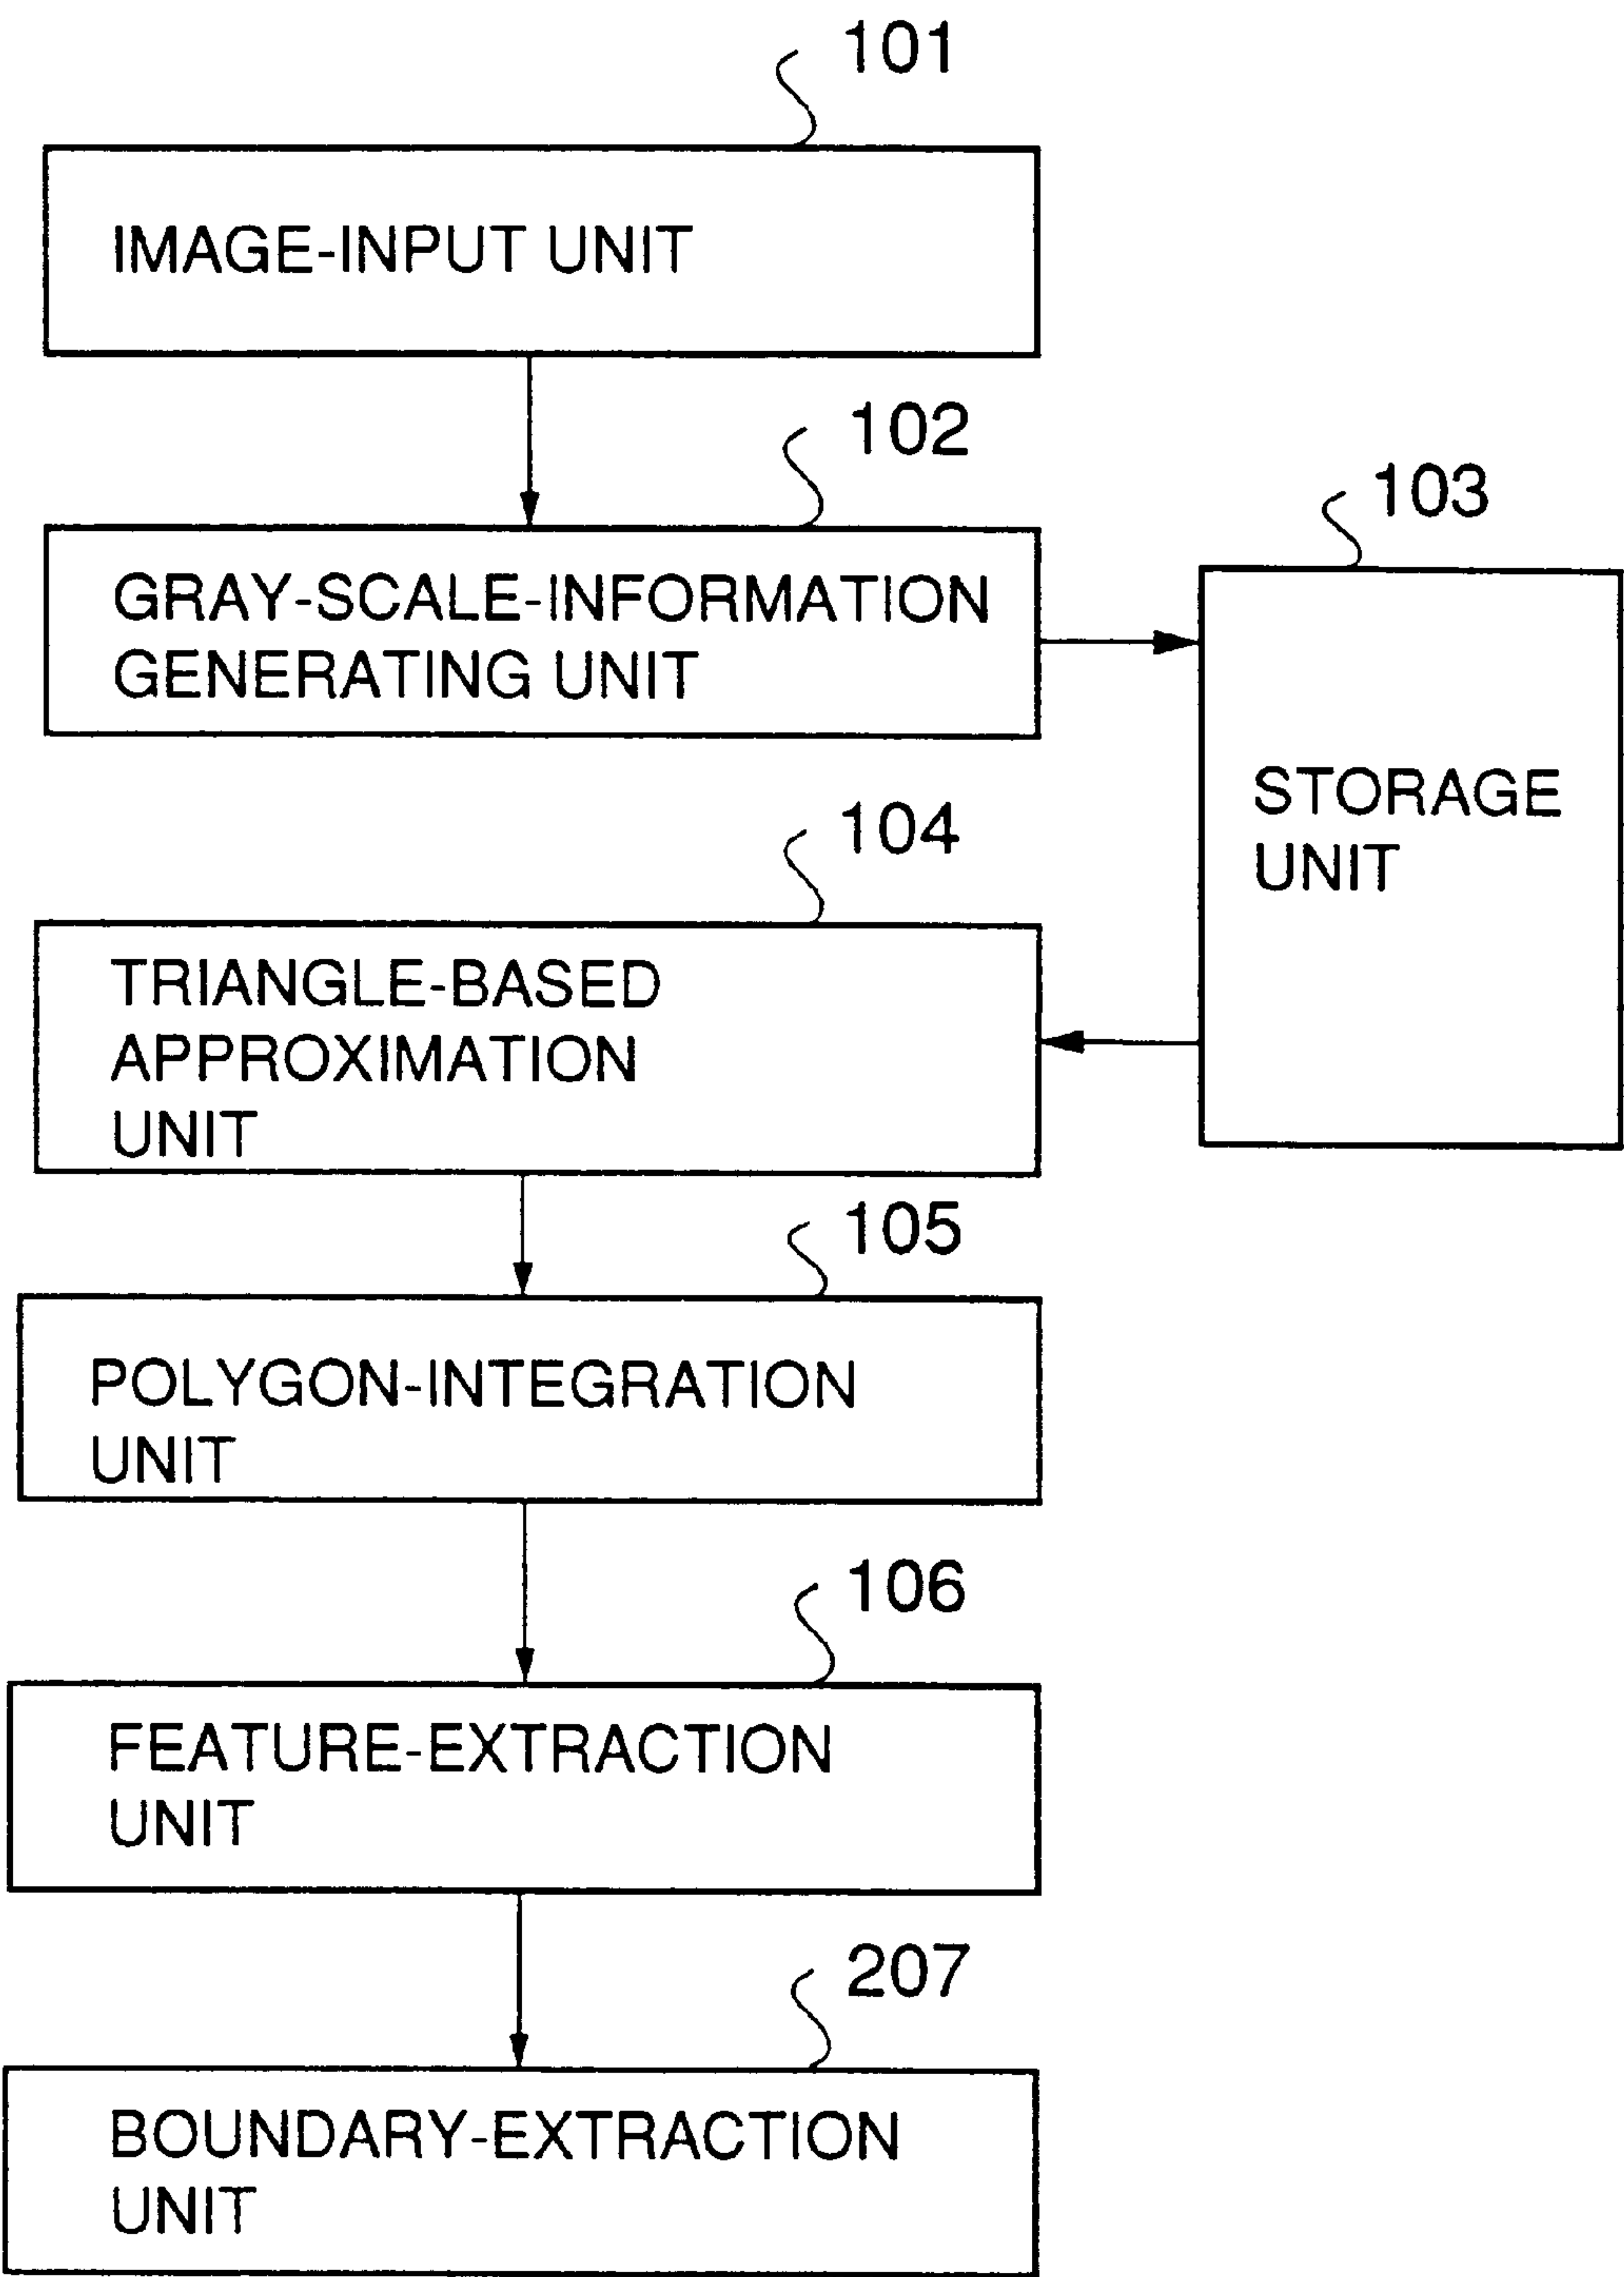 101
IMAGE-INPUT UNIT
102
GRAY-SCALE-INFORMATION
GENERATING UNIT
103
STORAGE
UNIT
104
TRIANGLE-BASED
APPROXIMATION
UNIT
105
POLYGON-INTEGRATION
UNIT
106
FEATURE-EXTRACTION
UNIT
207
BOUNDARY-EXTRACTION
UNIT